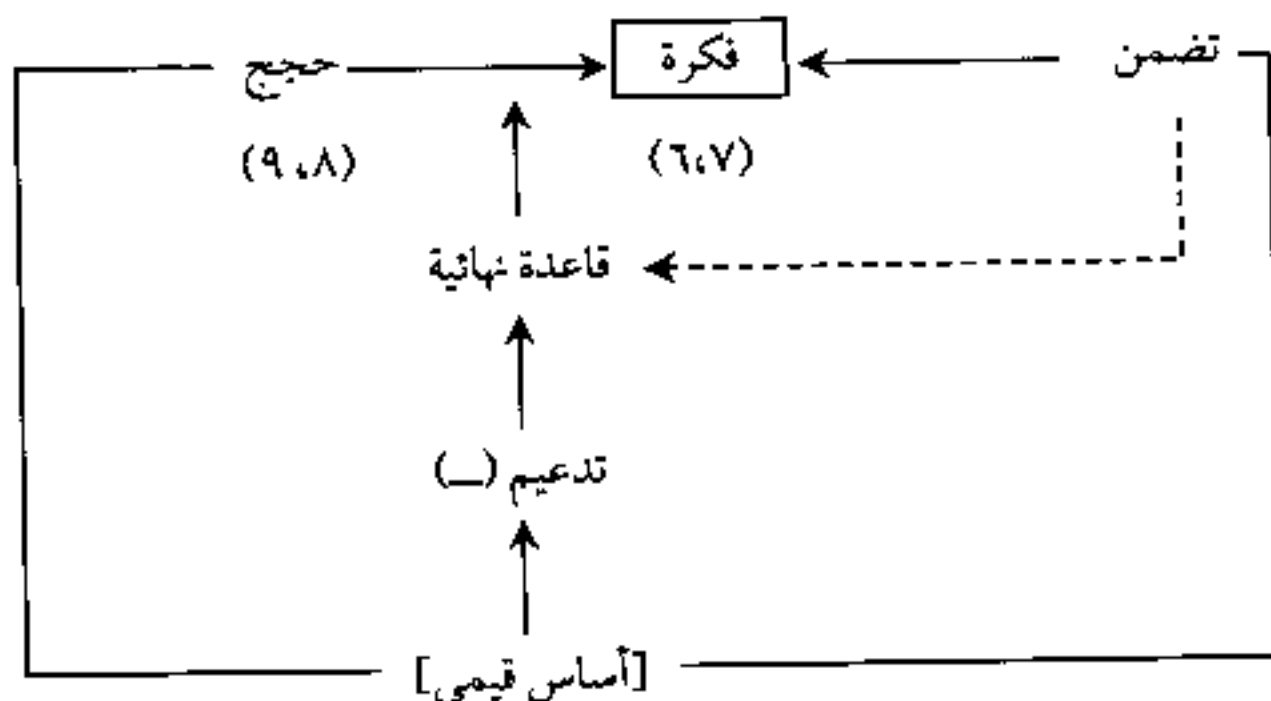 تضمن فكرة حجج
(٦،٧) (٩،٨)
قاعدة نهائية
تدعيم (ــ)
[أساس قيمي]